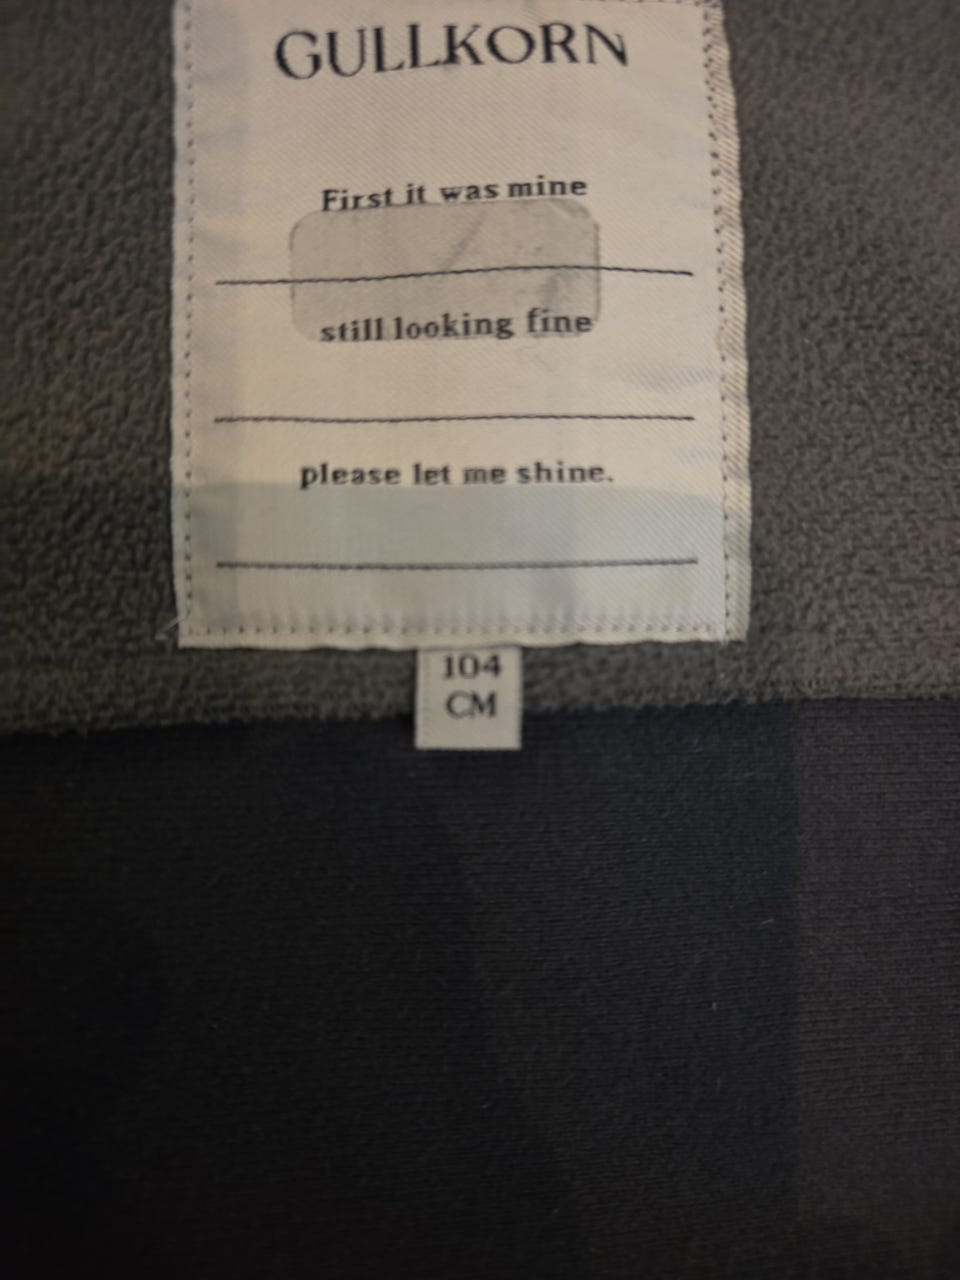 GULLKORN
First it was mine
still looking fine
please let me shine.
104
CM